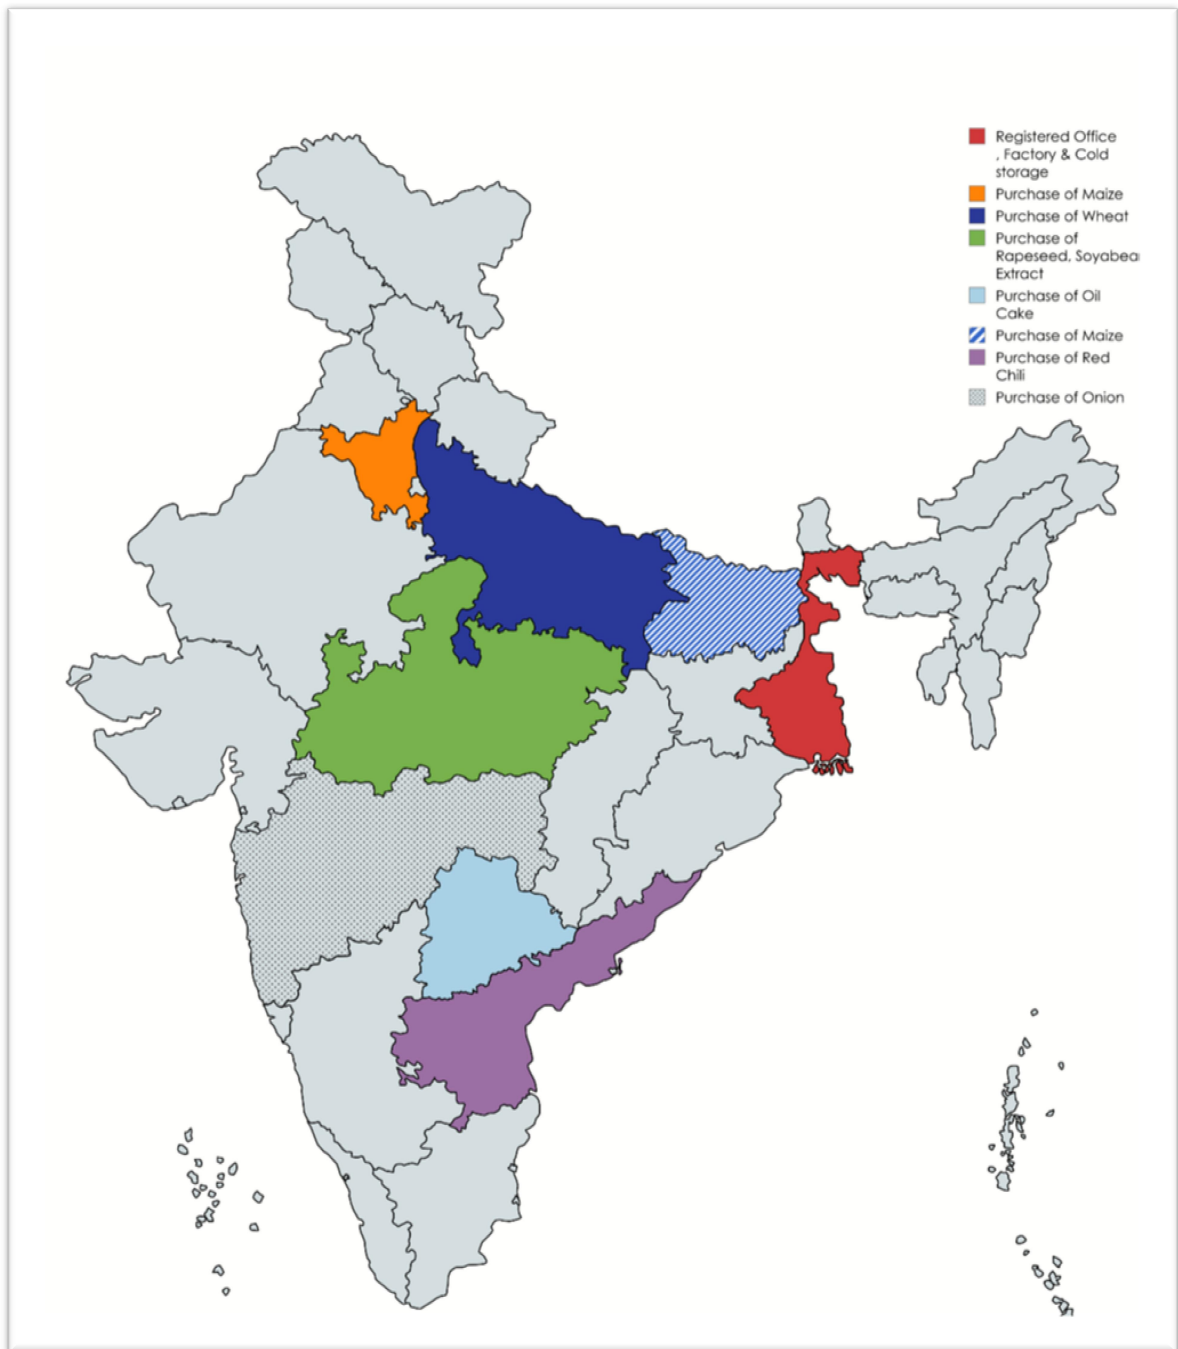 Registered Office
, Factory & Cold
storage
Purchase of Maize
Purchase of Wheat
Purchase of
Rapeseed, Soyabea
Extract
Purchase of Oil
Cake
Purchase of Maize
Purchase of Red
Chili
Purchase of Onion